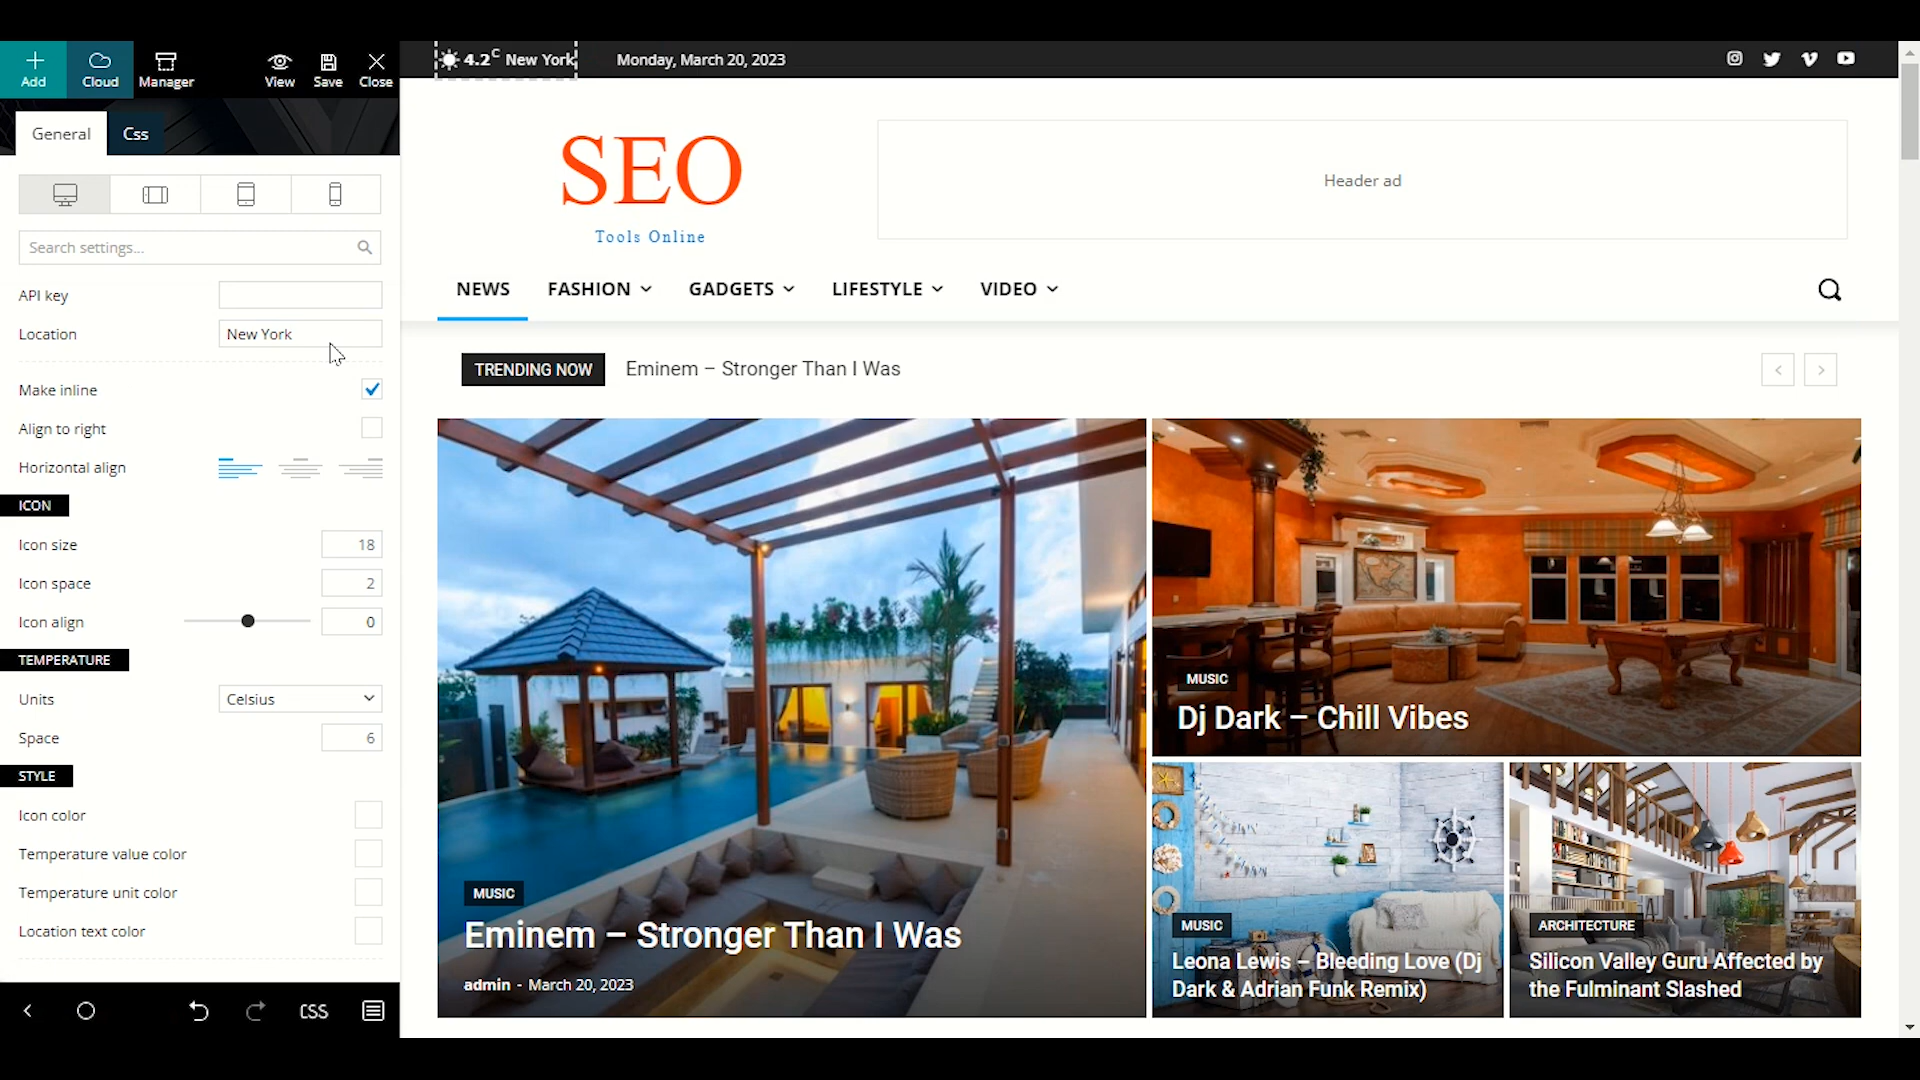 Add
Cloud
Manager
View
Save
Close
General
Css
Search settings...
API key
Location
New York
Make inline
Align to right
Horizontal align
ICON
Icon size
18
Icon space
2
Icon align
0
TEMPERATURE
Units
Celsius
Space
6
STYLE
Icon color
Temperature value color
Temperature unit color
Location text color
CSS
4.2C New York
Monday, March 20, 2023
SEO
Tools Online
Header ad
NEWS FASHION GADGETS LIFESTYLE VIDEO
TRENDING NOW
Eminem – Stronger Than I Was
MUSIC
Eminem – Stronger Than I Was
admin - March 20, 2023
MUSIC
Dj Dark – Chill Vibes
MUSIC
Leona Lewis – Bleeding Love (Dj
Dark & Adrian Funk Remix)
ARCHITECTURE
Silicon Valley Guru Affected by
the Fulminant Slashed